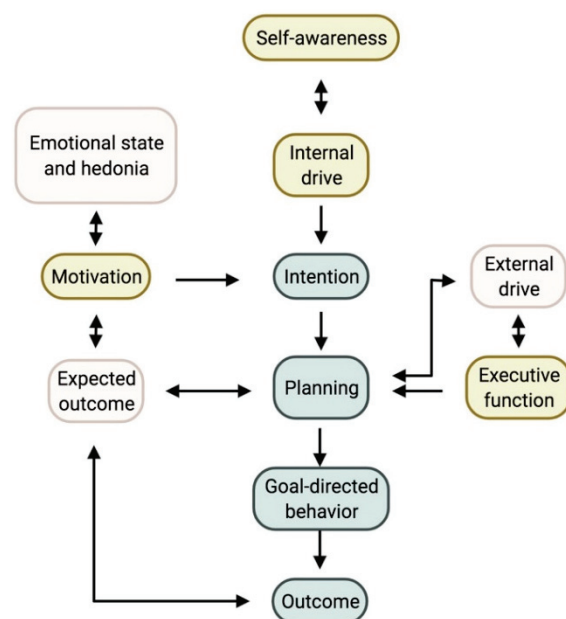 Self-awareness
Emotional state
and hedonia
Internal
drive
Motivation
Intention
External
drive
Expected
outcome
Planning
Executive
function
Goal-directed
behavior
Outcome